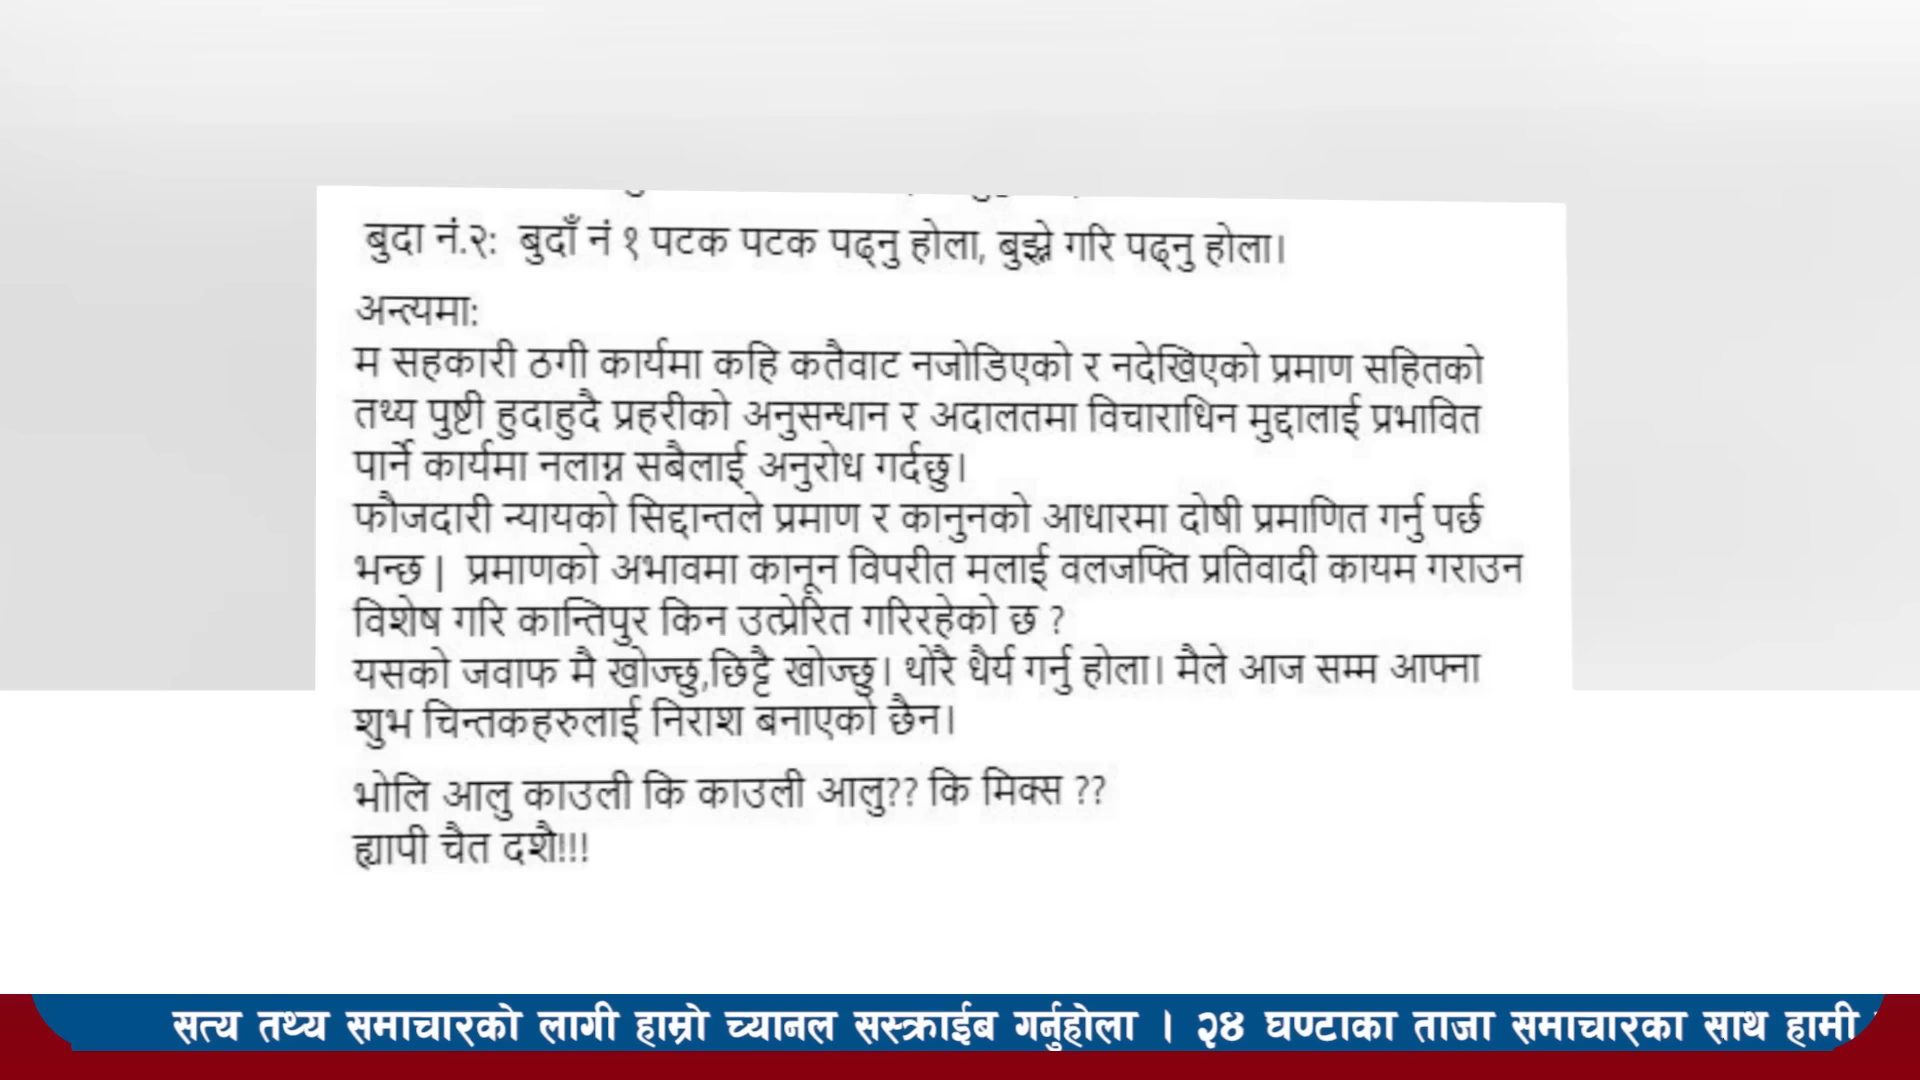 बुदा नं.२: बुदाँ नं १ पटक पटक पढ्नु होला, बुझ्ने गरि पढ्नु होला।
अन्त्यमा:
म सहकारी ठगी कार्यमा कहि कतैवाट नजोडिएको र नदेखिएको प्रमाण सहितको
तथ्य पुष्टी हुदाहुदै प्रहरीको अनुसन्धान र अदालतमा विचाराधिन मुद्दालाई प्रभावित
पार्ने कार्यमा नलाग्न सबैलाई अनुरोध गर्दछु।
फौजदारी न्यायको सिद्दान्तले प्रमाण र कानुनको आधारमा दोषी प्रमाणित गर्नु पर्छ
भन्छ | प्रमाणको अभावमा कानून विपरीत मलाई वलजफ्ति प्रतिवादी कायम गराउन
विशेष गरि कान्तिपुर किन उत्प्रेरित गरिरहेको छ ?
यसको जवाफ मै खोज्छु,छिट्टै खोज्छु। थोरै धैर्य गर्नु होला। मैले आज सम्म आफ्ना
शुभ चिन्तकहरुलाई निराश बनाएको छैन।
भोलि आलु काउली कि काउली आलु?? कि मिक्स ??
ह्यापी चैत दशै!!!
सत्य तथ्य समाचारको लागी हाम्रो च्यानल सस्क्राईब गर्नुहोला । २४ घण्टाका ताजा समाचारका साथ हामी